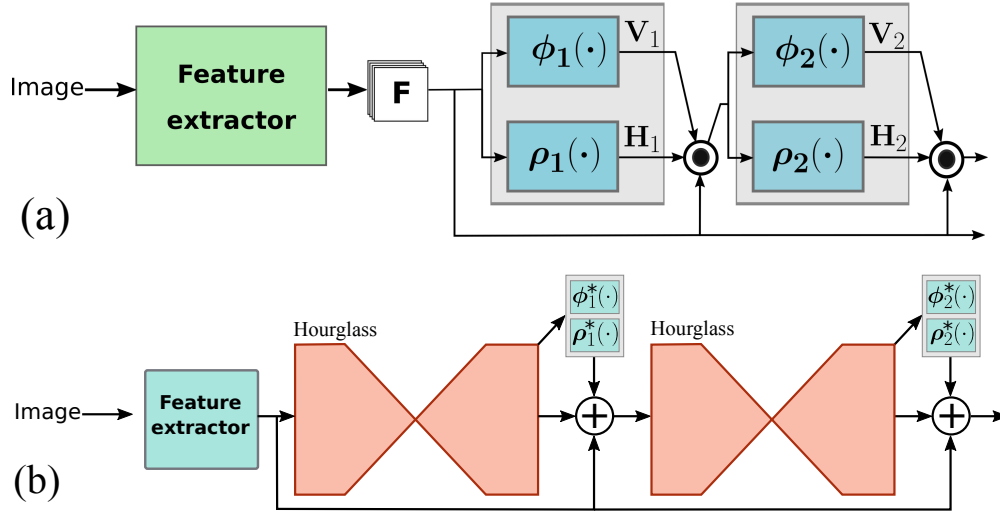 Image
Feature
extractor
F
ϕ₁(·)
V₁
ρ₁(·)
H₁
ϕ₂(·)
V₂
ρ₂(·)
H₂
(a)
Hourglass
ϕ₁*(·)
ρ₁*(·)
Hourglass
ϕ₂*(·)
ρ₂*(·)
Image
Feature
extractor
(b)